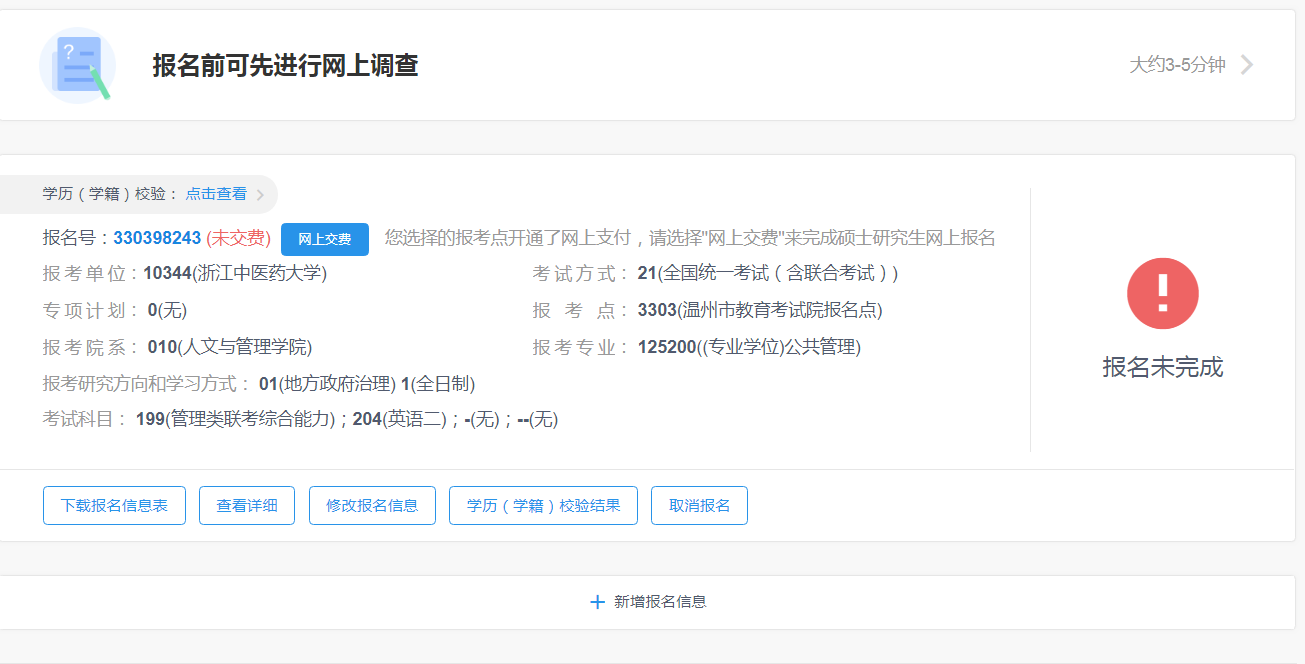 报名前可先进行网上调查 大约3-5分钟
学历（学籍）校验： 点击查看
报名号：330398243 (未交费) 网上交费 您选择的报考点开通了网上支付，请选择"网上交费"来完成硕士研究生网上报名
报考单位：10344(浙江中医药大学) 考试方式：21(全国统一考试（含联合考试）)
专项计划：0(无) 报 考 点：3303(温州市教育考试院报名点)
报考院系：010(人文与管理学院) 报考专业：125200((专业学位)公共管理)
报考研究方向和学习方式：01(地方政府治理) 1(全日制)
考试科目：199(管理类联考综合能力)；204(英语二)；-(无)；--(无)
报名未完成
下载报名信息表 查看详细 修改报名信息 学历（学籍）校验结果 取消报名
+ 新增报名信息